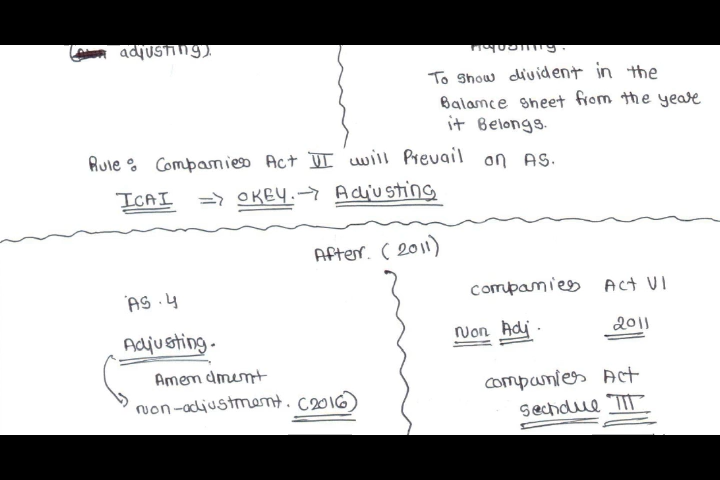 adjusting).
Adjusting.
To show divident in the
Balance sheet from the year
it Belongs.
Rule: Companies Act VI will Prevail on AS.
ICAI => OKEY. -> Adjusting
After. (2011)
AS.4
Adjusting.
Amendment
non-adjustment. (2016)
companies Act VI
Non Adj. 2011
companies Act
sechdule III